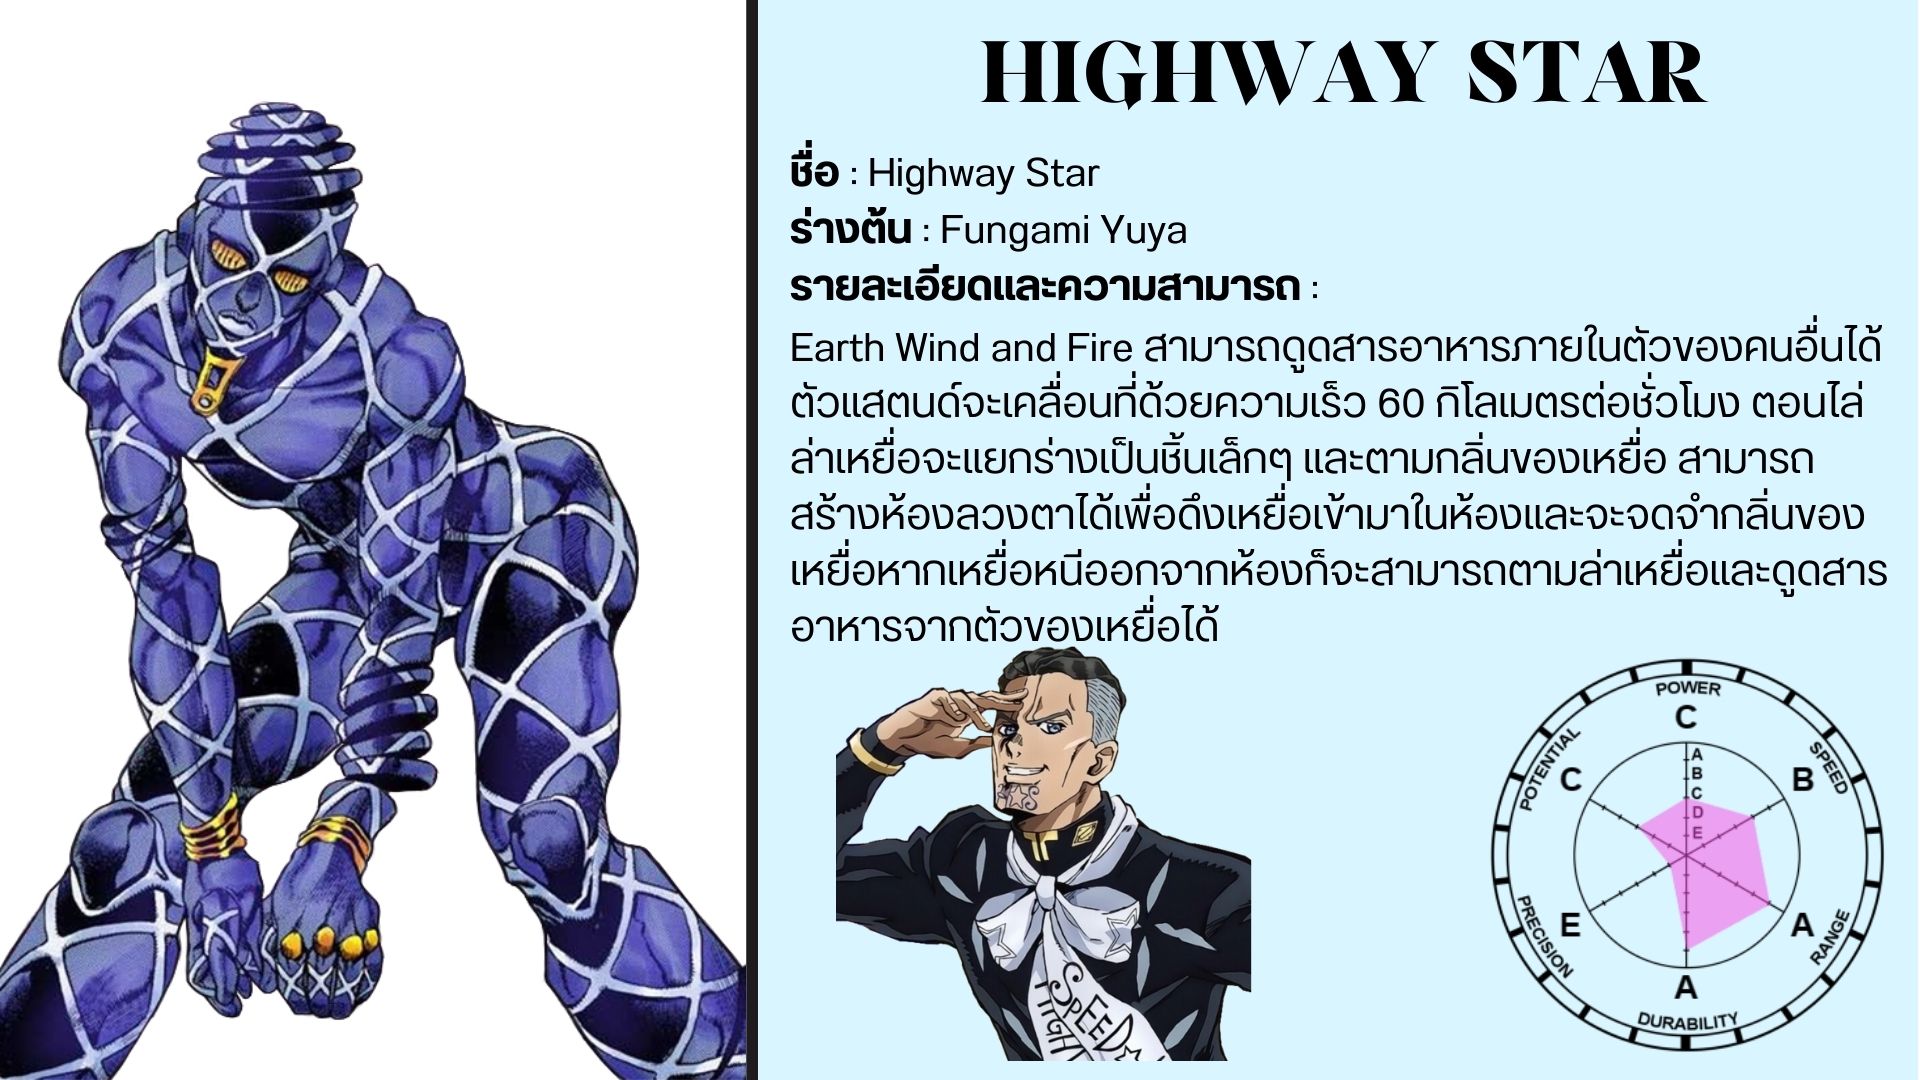 HIGHWAY STAR
ชื่อ : Highway Star
ร่างต้น : Fungami Yuya
รายละเอียดและความสามารถ :
Earth Wind and Fire สามารถดูดสารอาหารภายในตัวของคนอื่นได้
ตัวแสตนด์จะเคลื่อนที่ด้วยความเร็ว 60 กิโลเมตรต่อชั่วโมง ตอนไล่
ล่าเหยื่อจะแยกร่างเป็นชิ้นเล็กๆ และตามกลิ่นของเหยื่อ สามารถ
สร้างห้องลวงตาได้เพื่อดึงเหยื่อเข้ามาในห้องและจะจดจำกลิ่นของ
เหยื่อหากเหยื่อหนีออกจากห้องก็จะสามารถตามล่าเหยื่อและดูดสาร
อาหารจากตัวของเหยื่อได้
SPEED
HIGH
POWER
C
SPEED
B
RANGE
A
DURABILITY
A
PRECISION
E
POTENTIAL
C
A
B
C
D
E